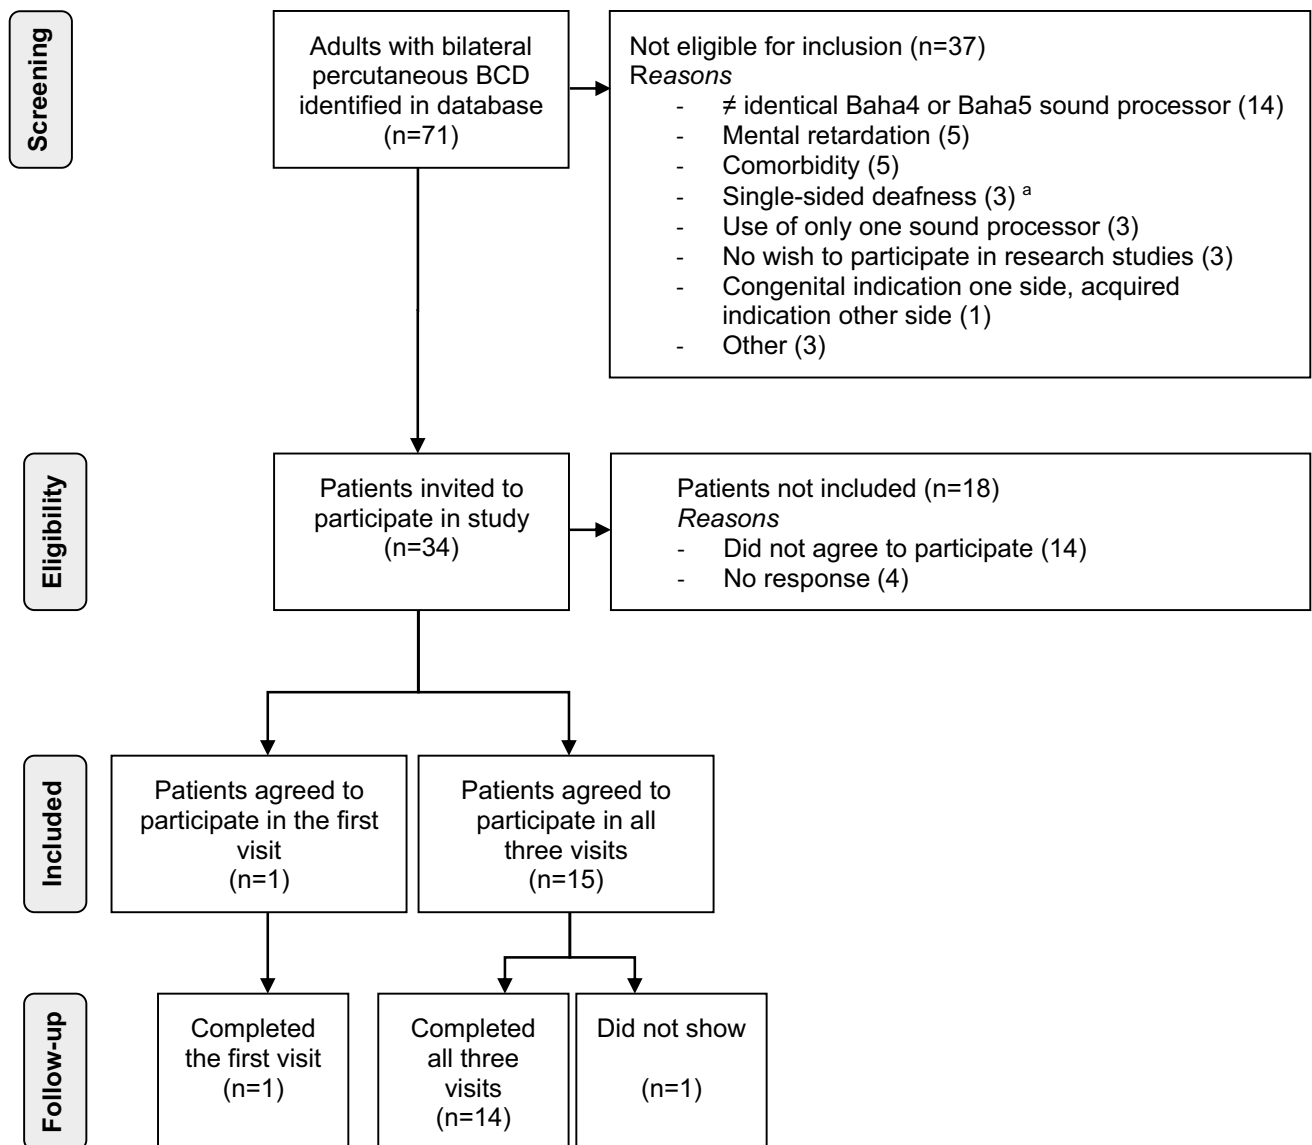 Screening
Adults with bilateral
percutaneous BCD
identified in database
(n=71)
Not eligible for inclusion (n=37)
Reasons
- ≠ identical Baha4 or Baha5 sound processor (14)
- Mental retardation (5)
- Comorbidity (5)
- Single-sided deafness (3) ᵃ
- Use of only one sound processor (3)
- No wish to participate in research studies (3)
- Congenital indication one side, acquired
indication other side (1)
- Other (3)
Eligibility
Patients invited to
participate in study
(n=34)
Patients not included (n=18)
Reasons
- Did not agree to participate (14)
- No response (4)
Included
Patients agreed to
participate in the first
visit
(n=1)
Patients agreed to
participate in all
three visits
(n=15)
Follow-up
Completed
the first visit
(n=1)
Completed
all three
visits
(n=14)
Did not show
(n=1)